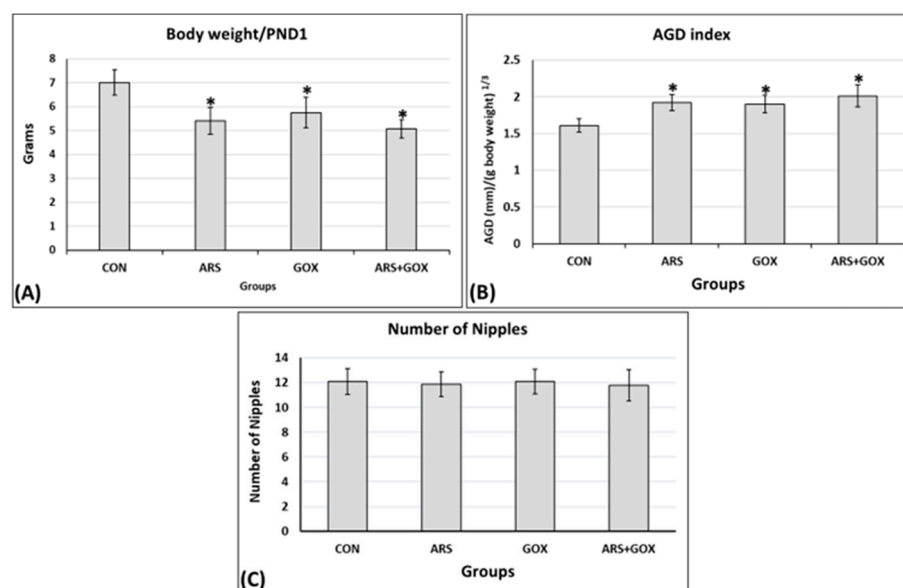 Body weight/PND1
Grams
8
7
6
5
4
3
2
1
0
*
*
*
CON ARS GOX ARS+GOX
Groups
(A)
AGD index
AGD (mm)/(g body weight) 1/3
2.5
2
1.5
1
0.5
0
*
*
*
CON ARS GOX ARS+GOX
Groups
(B)
Number of Nipples
Number of Nipples
14
12
10
8
6
4
2
0
CON ARS GOX ARS+GOX
Groups
(C)